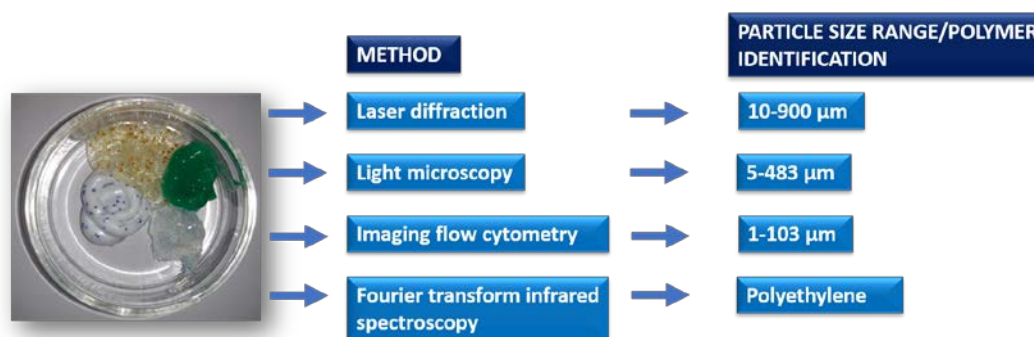 METHOD
PARTICLE SIZE RANGE/POLYMER
IDENTIFICATION
Laser diffraction
10-900 µm
Light microscopy
5-483 µm
Imaging flow cytometry
1-103 µm
Fourier transform infrared
spectroscopy
Polyethylene